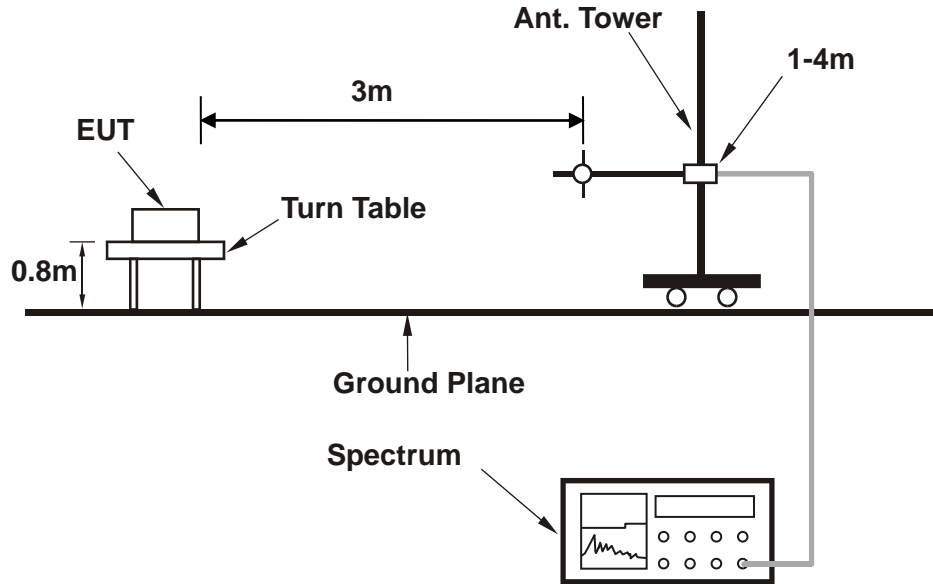 Ant. Tower
1-4m
3m
EUT
Turn Table
0.8m
Ground Plane
Spectrum